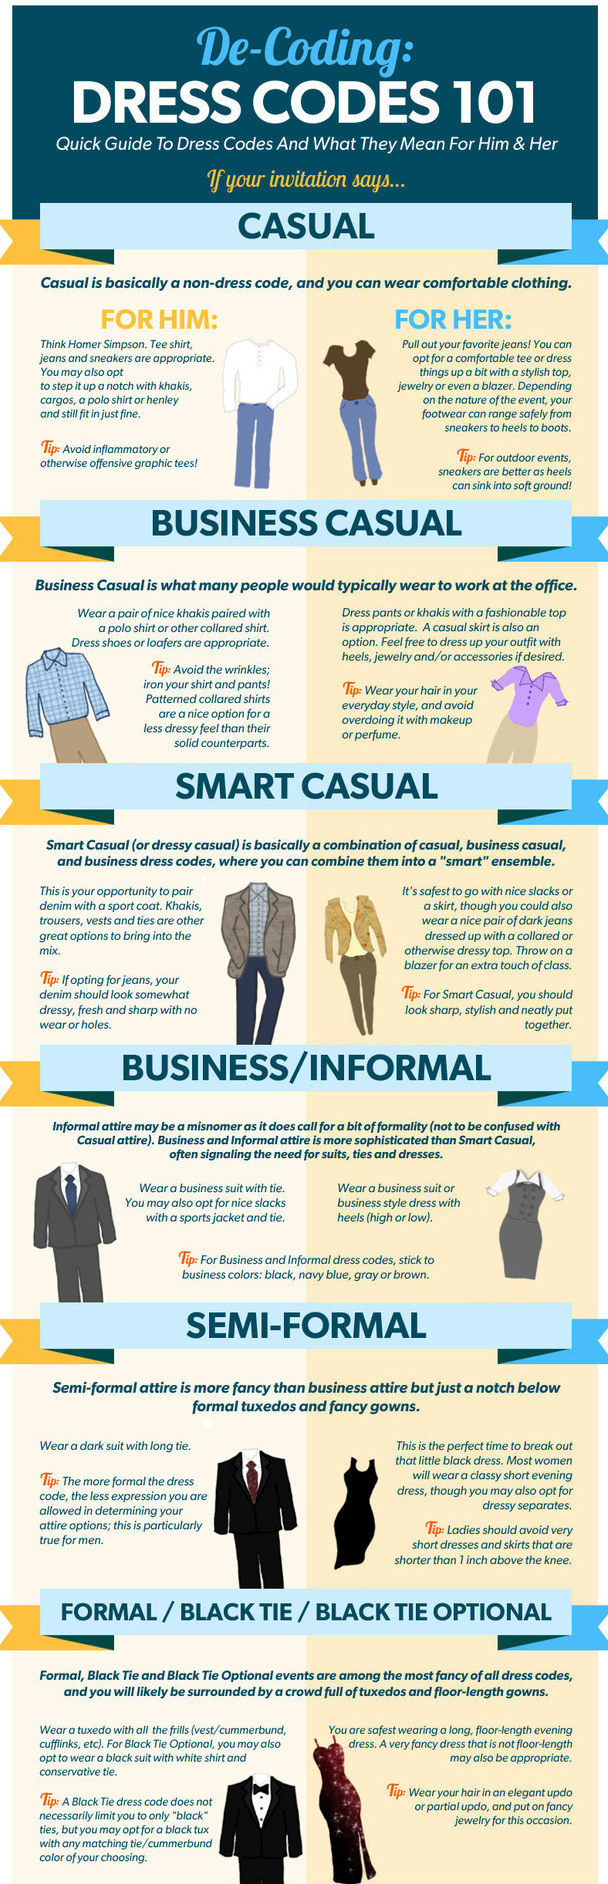 De-Coding:
DRESS CODES 101
Quick Guide To Dress Codes And What They Mean For Him & Her
If your invitation says...
CASUAL
Casual is basically a non-dress code, and you can wear comfortable clothing.
FOR HIM:
Think Homer Simpson. Tee shirt,
jeans and sneakers are appropriate.
You may also opt
to step it up a notch with khakis,
cargos, a polo shirt or henley
and still fit in just fine.
Tip: Avoid inflammatory or
otherwise offensive graphic tees!
FOR HER:
Pull out your favorite jeans! You can
opt for a comfortable tee or dress
things up a bit with a stylish top,
jewelry or even a blazer. Depending
on the nature of the event, your
footwear can range safely from
sneakers to heels to boots.
Tip: For outdoor events,
sneakers are better as heels
can sink into soft ground!
BUSINESS CASUAL
Business Casual is what many people would typically wear to work at the office.
Wear a pair of nice khakis paired with
a polo shirt or other collared shirt.
Dress shoes or loafers are appropriate.
Tip: Avoid the wrinkles;
iron your shirt and pants!
Patterned collared shirts
are a nice option for a
less dressy feel than their
solid counterparts.
Dress pants or khakis with a fashionable top
is appropriate. A casual skirt is also an
option. Feel free to dress up your outfit with
heels, jewelry and/or accessories if desired.
Tip: Wear your hair in your
everyday style, and avoid
overdoing it with makeup
or perfume.
SMART CASUAL
Smart Casual (or dressy casual) is basically a combination of casual, business casual,
and business dress codes, where you can combine them into a "smart" ensemble.
This is your opportunity to pair
denim with a sport coat. Khakis,
trousers, vests and ties are other
great options to bring into the
mix.
Tip: If opting for jeans, your
denim should look somewhat
dressy, fresh and sharp with no
wear or holes.
It's safest to go with nice slacks or
a skirt, though you could also
wear a nice pair of dark jeans
dressed up with a collared or
otherwise dressy top. Throw on a
blazer for an extra touch of class.
Tip: For Smart Casual, you should
look sharp, stylish and neatly put
together.
BUSINESS/INFORMAL
Informal attire may be a misnomer as it does call for a bit of formality (not to be confused with
Casual attire). Business and Informal attire is more sophisticated than Smart Casual,
often signaling the need for suits, ties and dresses.
Wear a business suit with tie.
You may also opt for nice slacks
with a sports jacket and tie.
Wear a business suit or
business style dress with
heels (high or low).
Tip: For Business and Informal dress codes, stick to
business colors: black, navy blue, gray or brown.
SEMI-FORMAL
Semi-formal attire is more fancy than business attire but just a notch below
formal tuxedos and fancy gowns.
Wear a dark suit with long tie.
Tip: The more formal the dress
code, the less expression you are
allowed in determining your
attire options; this is particularly
true for men.
This is the perfect time to break out
that little black dress. Most women
will wear a classy short evening
dress, though you may also opt for
dressy separates.
Tip: Ladies should avoid very
short dresses and skirts that are
shorter than 1 inch above the knee.
FORMAL / BLACK TIE / BLACK TIE OPTIONAL
Formal, Black Tie and Black Tie Optional events are among the most fancy of all dress codes,
and you will likely be surrounded by a crowd full of tuxedos and floor-length gowns.
Wear a tuxedo with all the frills (vest/cummerbund,
cufflinks, etc). For Black Tie Optional, you may also
opt to wear a black suit with white shirt and
conservative tie.
Tip: A Black Tie dress code does not
necessarily limit you to only "black"
ties, but you may opt for a black tux
with any matching tie/cummerbund
color of your choosing.
You are safest wearing a long, floor-length evening
dress. A very fancy dress that is not floor-length
may also be appropriate.
Tip: Wear your hair in an elegant updo
or partial updo, and put on fancy
jewelry for this occasion.